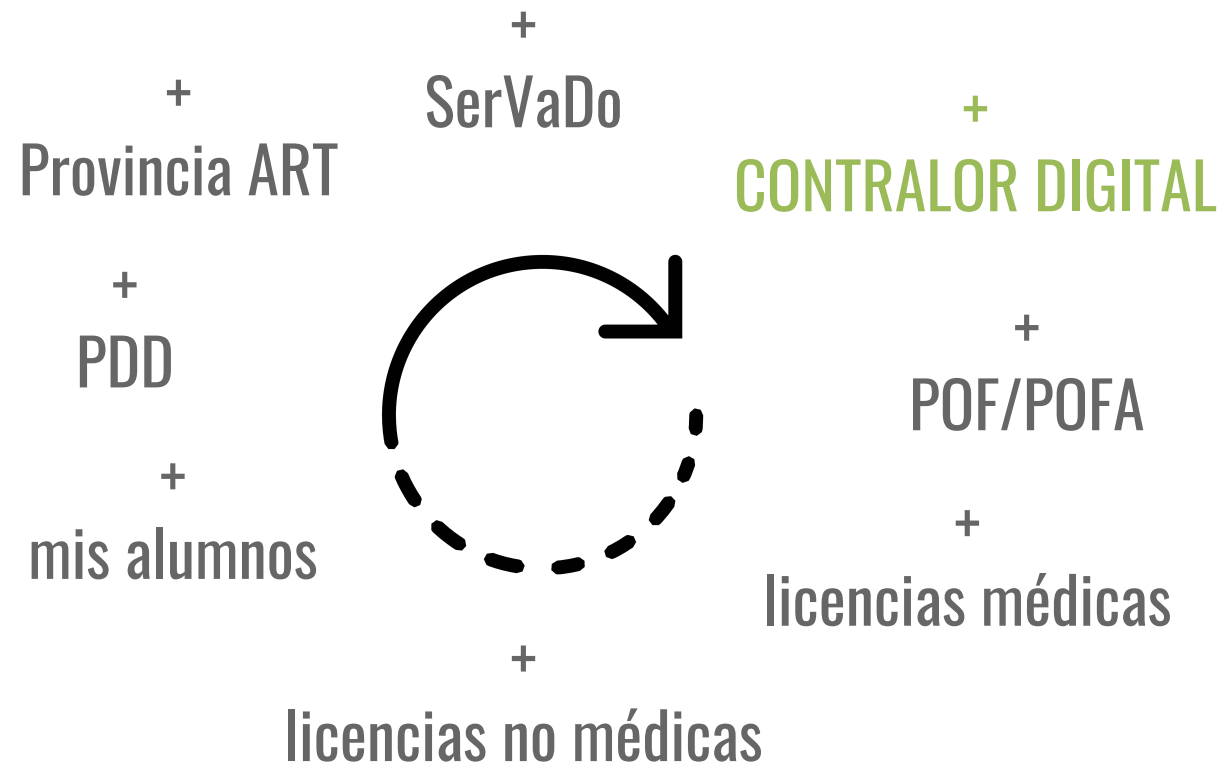 +
SerVaDo
+
Provincia ART
+
CONTRALOR DIGITAL
+
PDD
+
POF/POFA
+
mis alumnos
+
licencias médicas
+
licencias no médicas